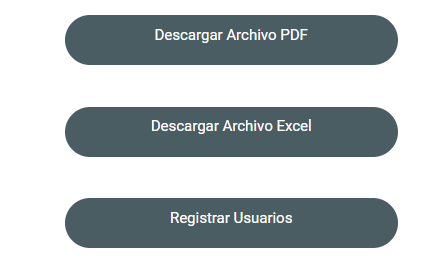 Descargar Archivo PDF
Descargar Archivo Excel
Registrar Usuarios